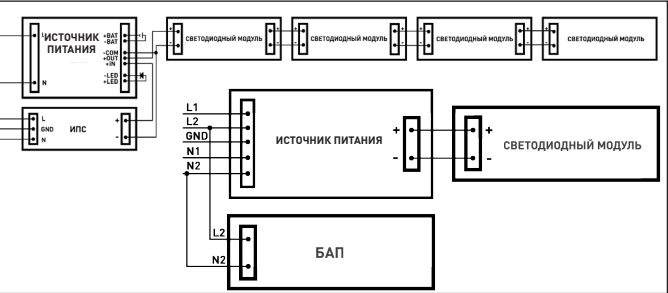 L
ИСТОЧНИК
ПИТАНИЯ
N
+BAT
-BAT
-COM
+OUT
+IN
-LED
+LED
+ СВЕТОДИОДНЫЙ МОДУЛЬ +
- -
+ СВЕТОДИОДНЫЙ МОДУЛЬ +
- -
+ СВЕТОДИОДНЫЙ МОДУЛЬ +
- -
+ СВЕТОДИОДНЫЙ МОДУЛЬ
-
L
GND ИПС
N
+
-
L1
L2
GND
N1
N2
ИСТОЧНИК ПИТАНИЯ
+
-
+
-
СВЕТОДИОДНЫЙ МОДУЛЬ
L2
N2
БАП